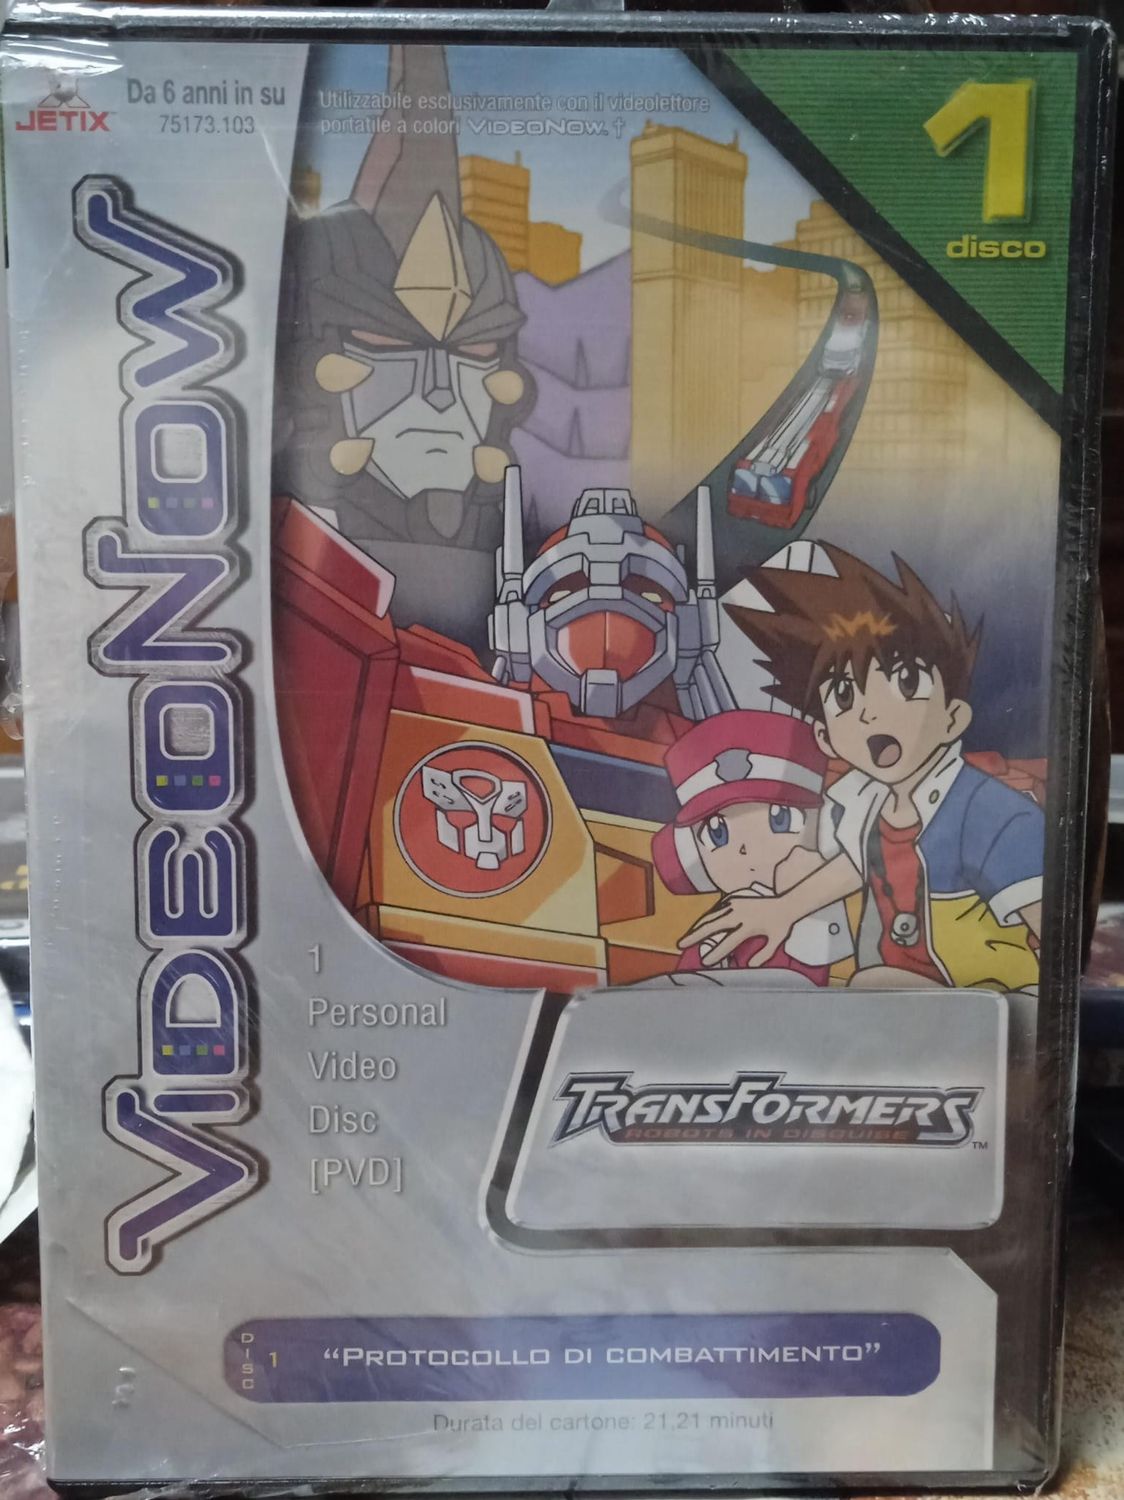 JETIX
Da 6 anni in su
75173.103
Utilizzabile esclusivamente con il videolettore
portatile a colori VIDEONOW.†
1
disco
VIDEONOW
1
Personal
Video
Disc
[PVD]
TRANSFORMERS
ROBOTS IN DISGUISE
TM
DISC 1 “PROTOCOLLO DI COMBATTIMENTO”
Durata del cartone: 21,21 minuti